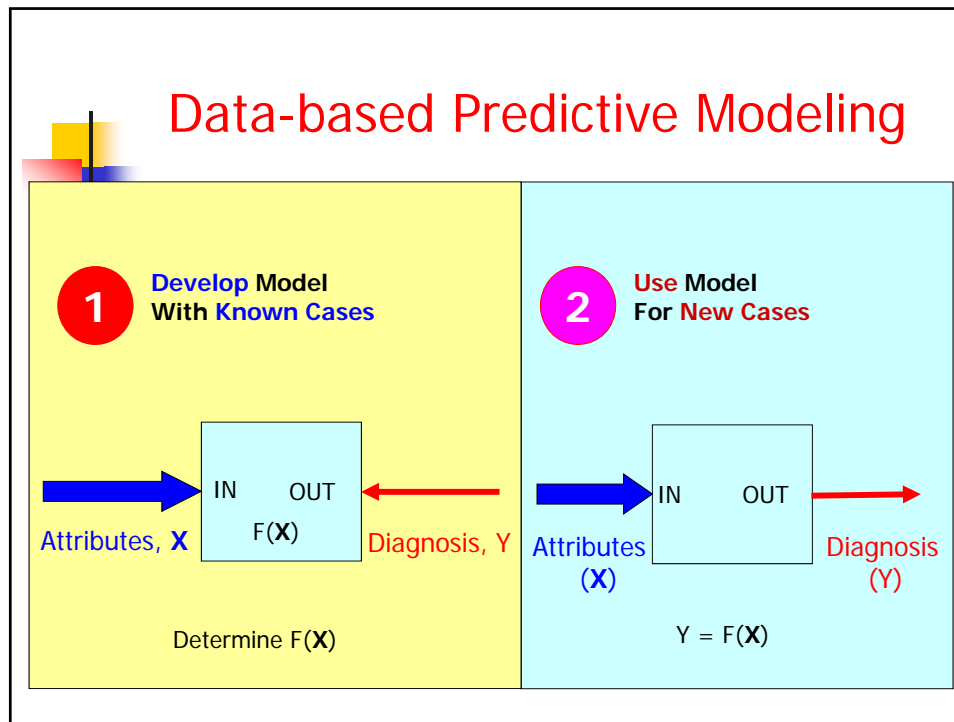 Data-based Predictive Modeling
1
Develop Model
With Known Cases
IN
OUT
F(X)
Attributes, X
Diagnosis, Y
Determine F(X)
2
Use Model
For New Cases
IN
OUT
Attributes
(X)
Diagnosis
(Y)
Y = F(X)